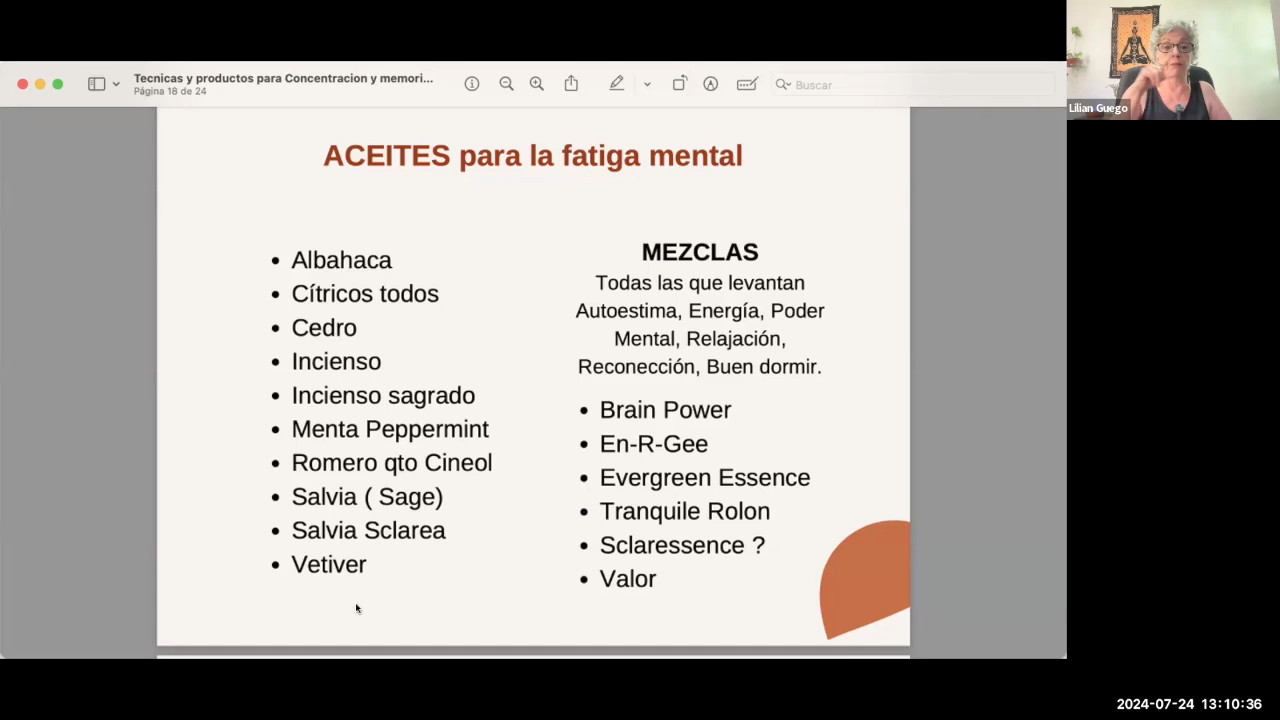 Tecnicas y productos para Concentracion y memori...
Página 18 de 24
Buscar
Lilian Guego
ACEITES para la fatiga mental
• Albahaca
• Cítricos todos
• Cedro
• Incienso
• Incienso sagrado
• Menta Peppermint
• Romero qto Cineol
• Salvia ( Sage)
• Salvia Sclarea
• Vetiver
MEZCLAS
Todas las que levantan
Autoestima, Energía, Poder
Mental, Relajación,
Reconección, Buen dormir.
• Brain Power
• En-R-Gee
• Evergreen Essence
• Tranquile Rolon
• Sclaressence ?
• Valor
2024-07-24 13:10:36